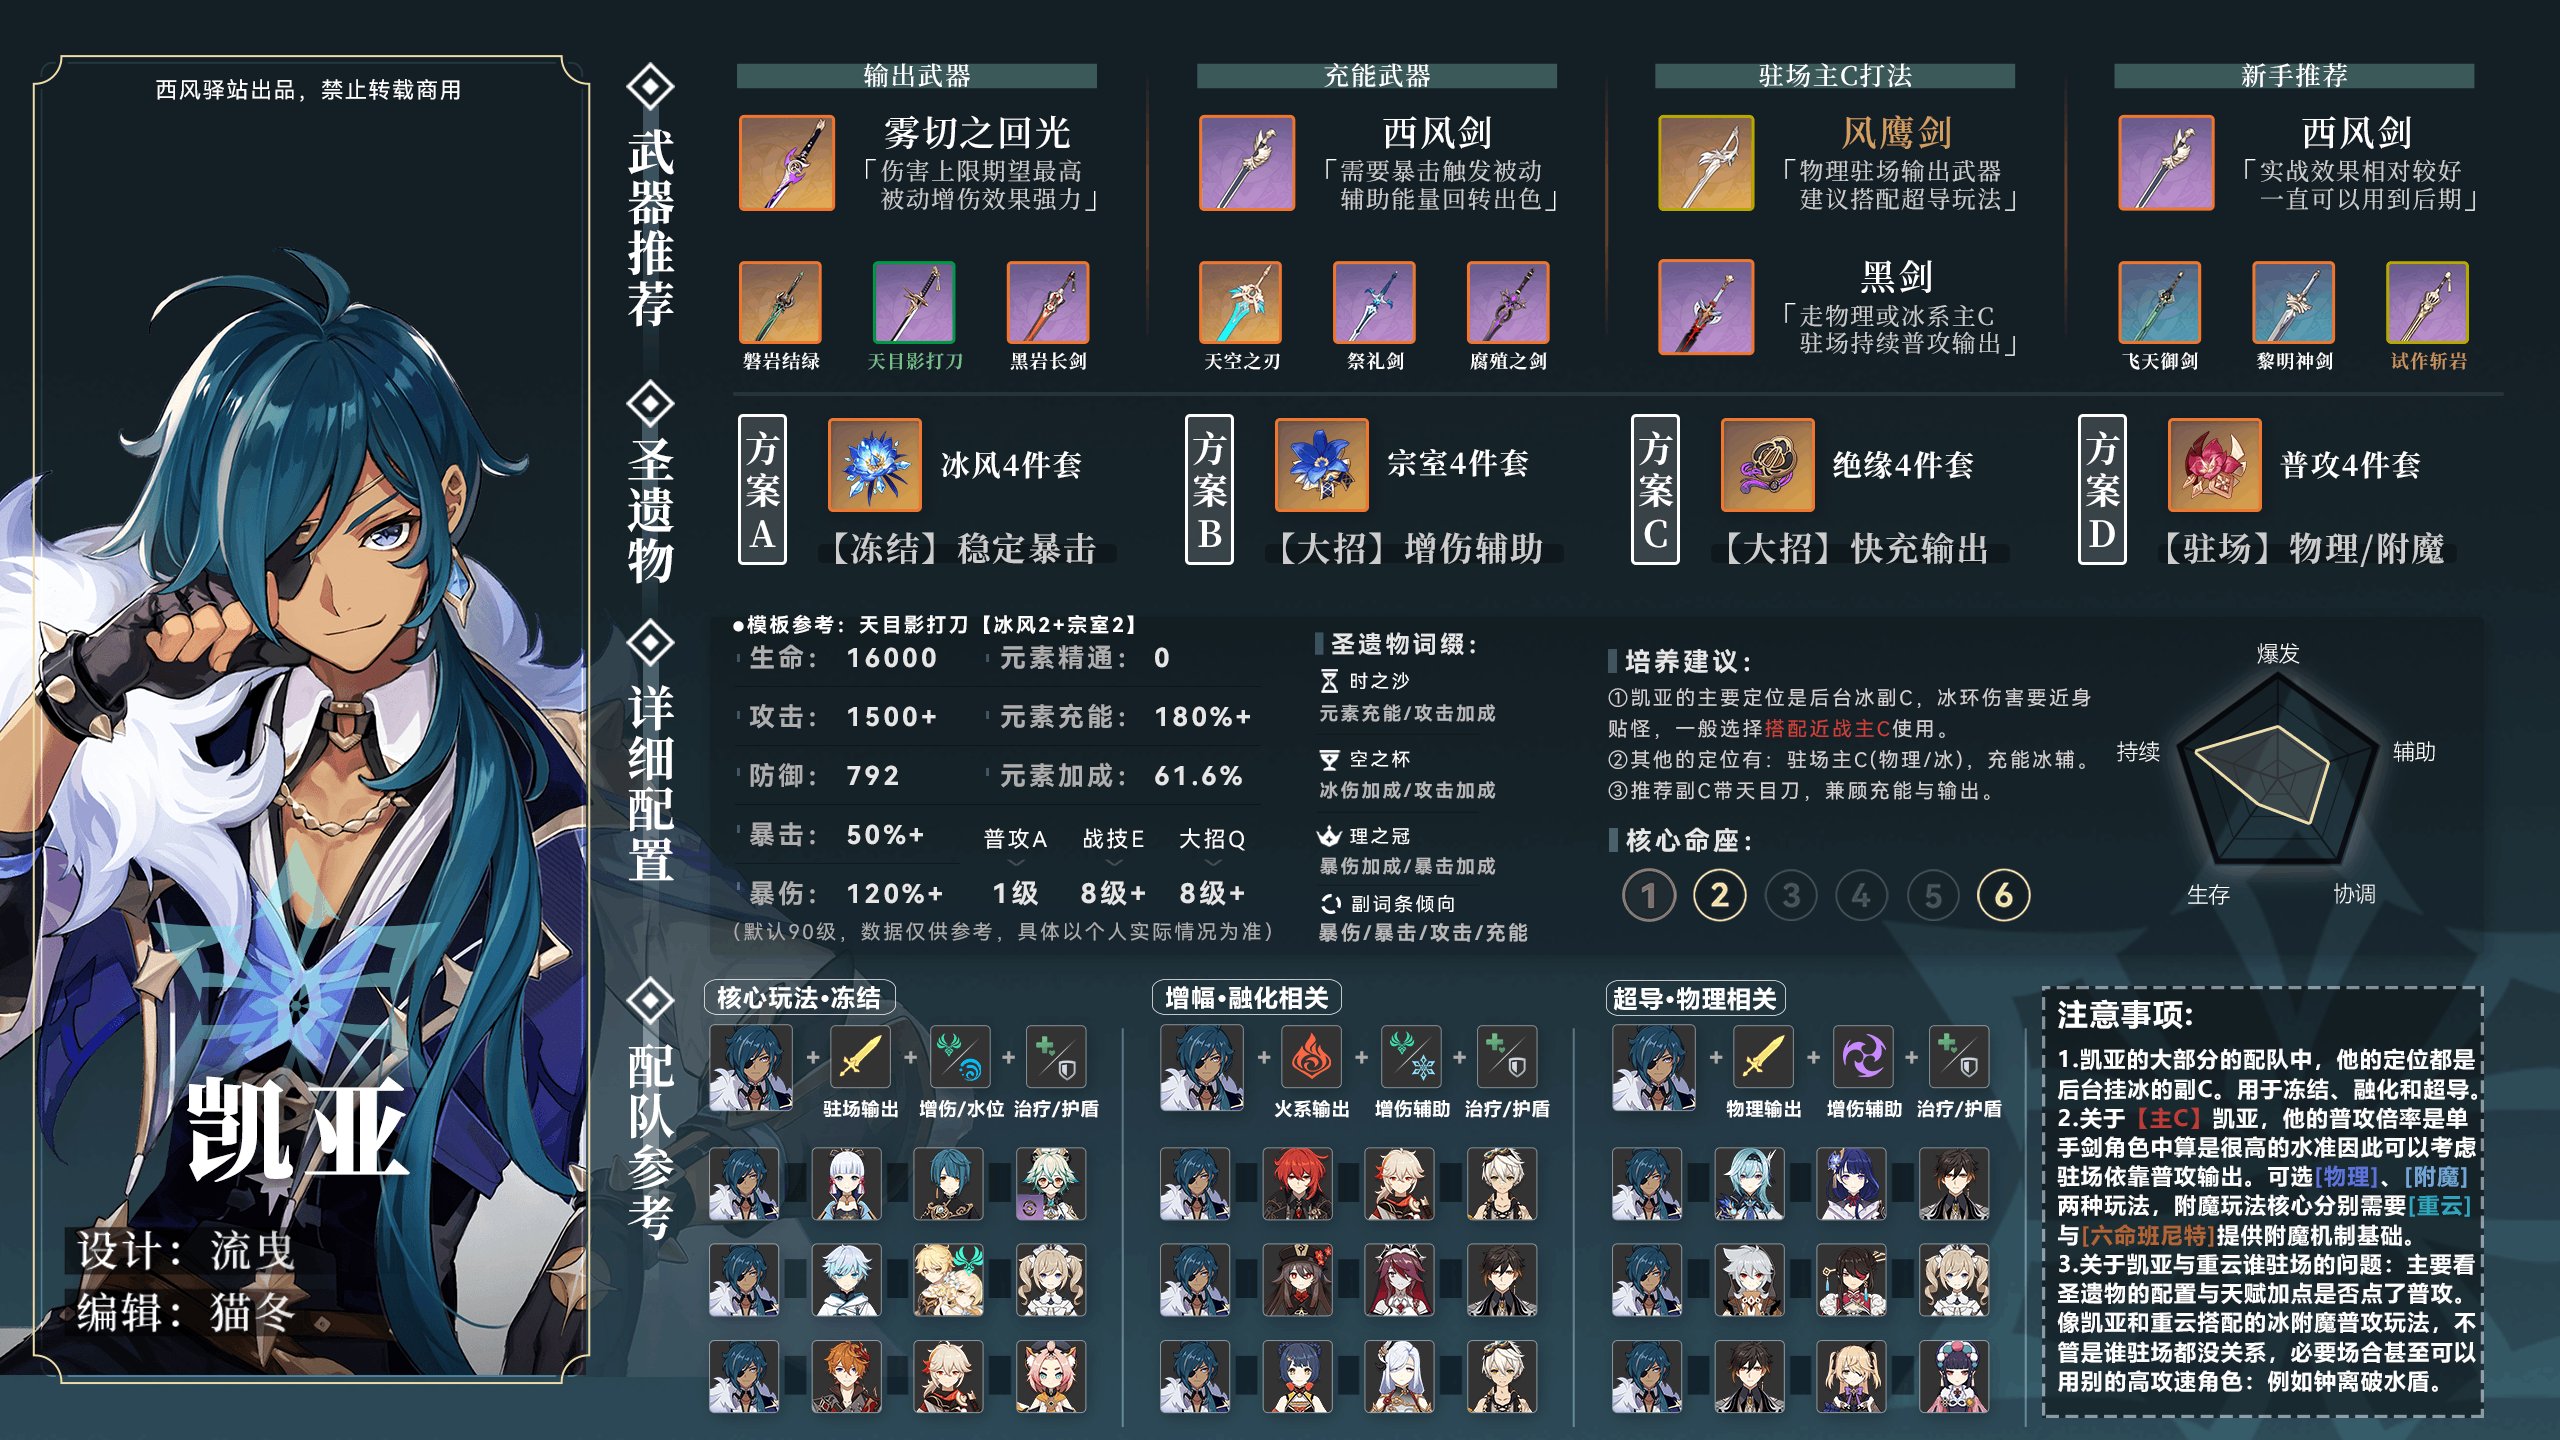 西风驿站出品，禁止转载商用
凯亚
设计：流曳
编辑：猫冬
武器推荐
输出武器
雾切之回光
「伤害上限期望最高
被动增伤效果强力」
磐岩结绿
天目影打刀
黑岩长剑
充能武器
西风剑
「需要暴击触发被动
辅助能量回转出色」
天空之刃
祭礼剑
腐殖之剑
驻场主C打法
风鹰剑
「物理驻场输出武器
建议搭配超导玩法」
黑剑
「走物理或冰系主C
驻场持续普攻输出」
新手推荐
西风剑
「实战效果相对较好
一直可以用到后期」
飞天御剑
黎明神剑
试作斩岩
圣遗物
方案A
冰风4件套
【冻结】稳定暴击
方案B
宗室4件套
【大招】增伤辅助
方案C
绝缘4件套
【大招】快充输出
方案D
普攻4件套
【驻场】物理/附魔
详细配置
●模板参考：天目影打刀【冰风2+宗室2】
生命： 16000 元素精通： 0
攻击： 1500+ 元素充能： 180%+
防御： 792 元素加成： 61.6%
暴击： 50%+ 普攻A 战技E 大招Q
暴伤： 120%+ 1级 8级+ 8级+
(默认90级，数据仅供参考，具体以个人实际情况为准)
圣遗物词缀：
时之沙
元素充能/攻击加成
空之杯
冰伤加成/攻击加成
理之冠
暴伤加成/暴击加成
副词条倾向
暴伤/暴击/攻击/充能
培养建议：
①凯亚的主要定位是后台冰副C，冰环伤害要近身
贴怪，一般选择搭配近战主C使用。
②其他的定位有：驻场主C(物理/冰)，充能冰辅。
③推荐副C带天目刀，兼顾充能与输出。
核心命座：
1 2 3 4 5 6
爆发
持续
辅助
生存
协调
配队参考
核心玩法·冻结
+ + +
驻场输出 增伤/水位 治疗/护盾
增幅·融化相关
+ + +
火系输出 增伤辅助 治疗/护盾
超导·物理相关
+ + +
物理输出 增伤辅助 治疗/护盾
注意事项：
1.凯亚的大部分的配队中，他的定位都是
后台挂冰的副C。用于冻结、融化和超导。
2.关于【主C】凯亚，他的普攻倍率是单
手剑角色中算是很高的水准因此可以考虑
驻场依靠普攻输出。可选[物理]、[附魔]
两种玩法，附魔玩法核心分别需要[重云]
与[六命班尼特]提供附魔机制基础。
3.关于凯亚与重云谁驻场的问题：主要看
圣遗物的配置与天赋加点是否点了普攻。
像凯亚和重云搭配的冰附魔普攻玩法，不
管是谁驻场都没关系，必要场合甚至可以
用别的高攻速角色：例如钟离破水盾。